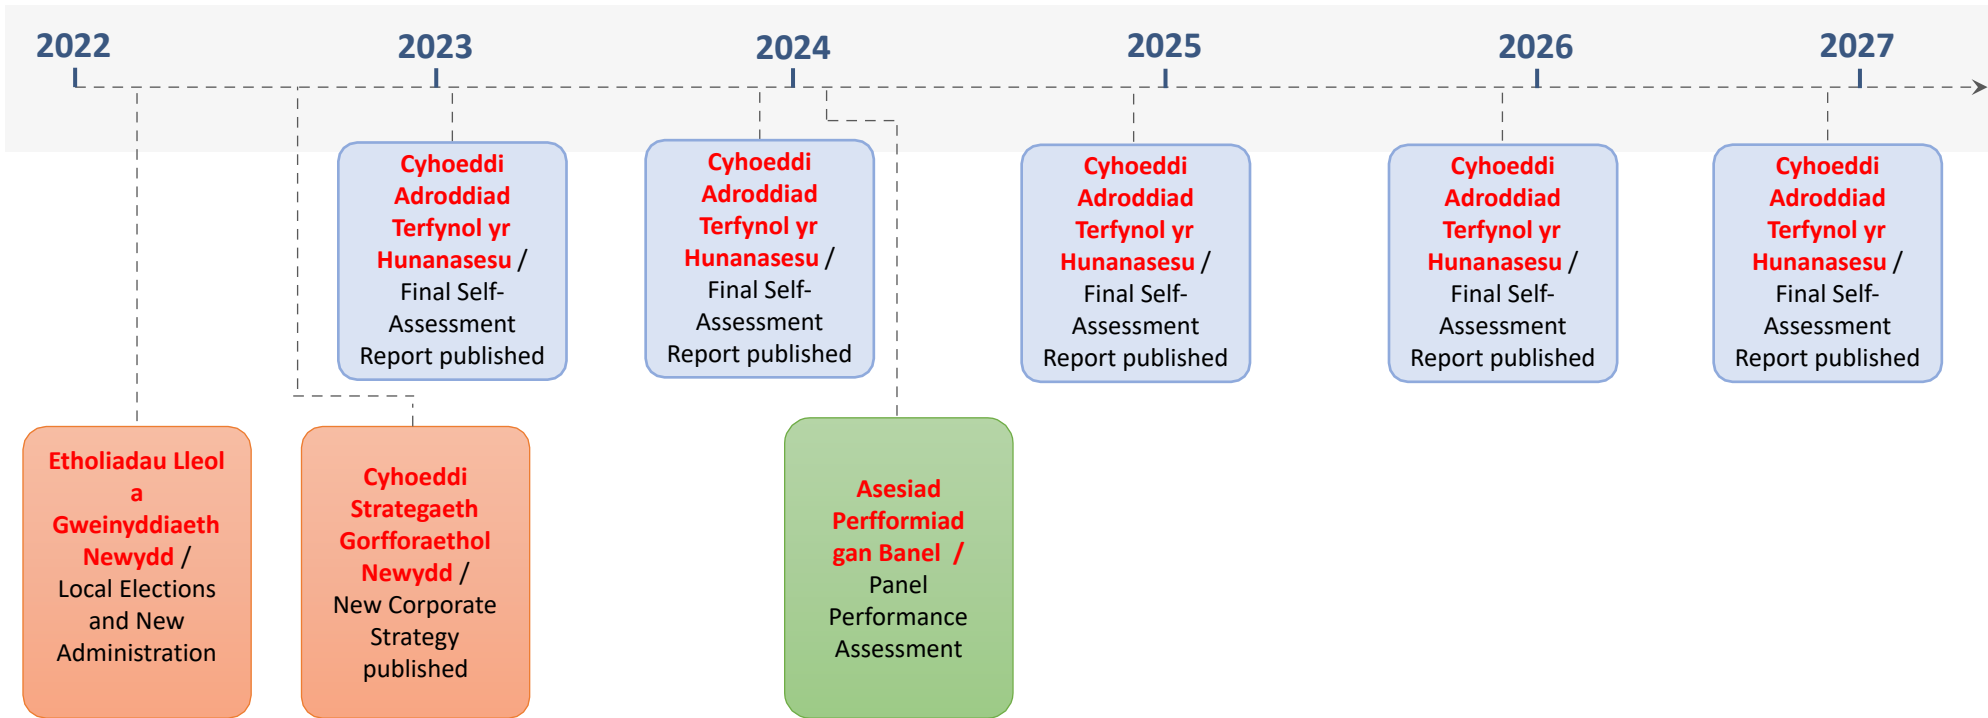 2022
2023
2024
2025
2026
2027
Cyhoeddi
Adroddiad
Terfynol yr
Hunanasesu /
Final Self-
Assessment
Report published
Cyhoeddi
Adroddiad
Terfynol yr
Hunanasesu /
Final Self-
Assessment
Report published
Cyhoeddi
Adroddiad
Terfynol yr
Hunanasesu /
Final Self-
Assessment
Report published
Cyhoeddi
Adroddiad
Terfynol yr
Hunanasesu /
Final Self-
Assessment
Report published
Cyhoeddi
Adroddiad
Terfynol yr
Hunanasesu /
Final Self-
Assessment
Report published
Etholiadau Lleol
a
Gweinyddiaeth
Newydd /
Local Elections
and New
Administration
Cyhoeddi
Strategaeth
Gorfforaethol
Newydd /
New Corporate
Strategy
published
Asesiad
Perfformiad
gan Banel /
Panel
Performance
Assessment